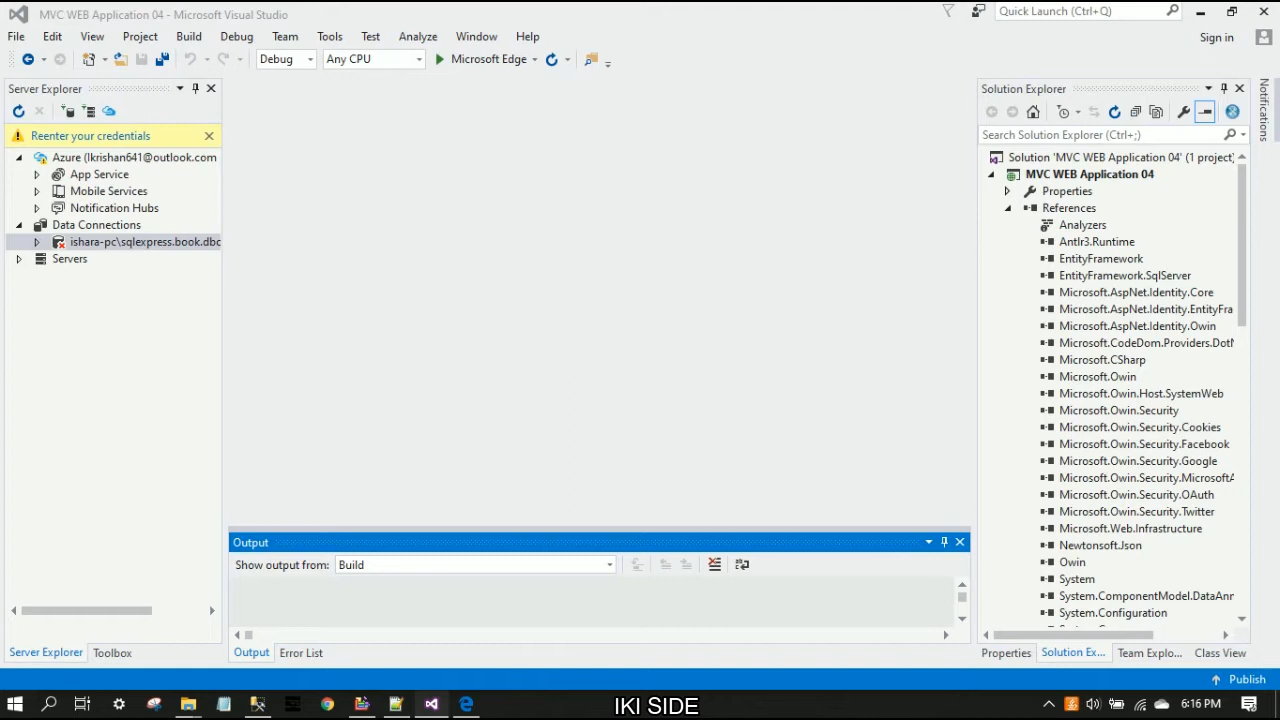 MVC WEB Application 04 - Microsoft Visual Studio
Quick Launch (Ctrl+Q)
File Edit View Project Build Debug Team Tools Test Analyze Window Help
Sign in
Debug Any CPU Microsoft Edge
Server Explorer
Reenter your credentials
Azure (lkrishan641@outlook.com
App Service
Mobile Services
Notification Hubs
Data Connections
ishara-pc\sqlexpress.book.dbc
Servers
Server Explorer Toolbox
Output
Show output from: Build
Output Error List
Solution Explorer
Search Solution Explorer (Ctrl+;)
Solution 'MVC WEB Application 04' (1 project)
MVC WEB Application 04
Properties
References
Analyzers
Antlr3.Runtime
EntityFramework
EntityFramework.SqlServer
Microsoft.AspNet.Identity.Core
Microsoft.AspNet.Identity.EntityFra
Microsoft.AspNet.Identity.Owin
Microsoft.CodeDom.Providers.DotN
Microsoft.CSharp
Microsoft.Owin
Microsoft.Owin.Host.SystemWeb
Microsoft.Owin.Security
Microsoft.Owin.Security.Cookies
Microsoft.Owin.Security.Facebook
Microsoft.Owin.Security.Google
Microsoft.Owin.Security.MicrosoftA
Microsoft.Owin.Security.OAuth
Microsoft.Owin.Security.Twitter
Microsoft.Web.Infrastructure
Newtonsoft.Json
Owin
System
System.ComponentModel.DataAnn
System.Configuration
Properties Solution Ex... Team Explo... Class View
Notifications
Publish
IKI SIDE
6:16 PM